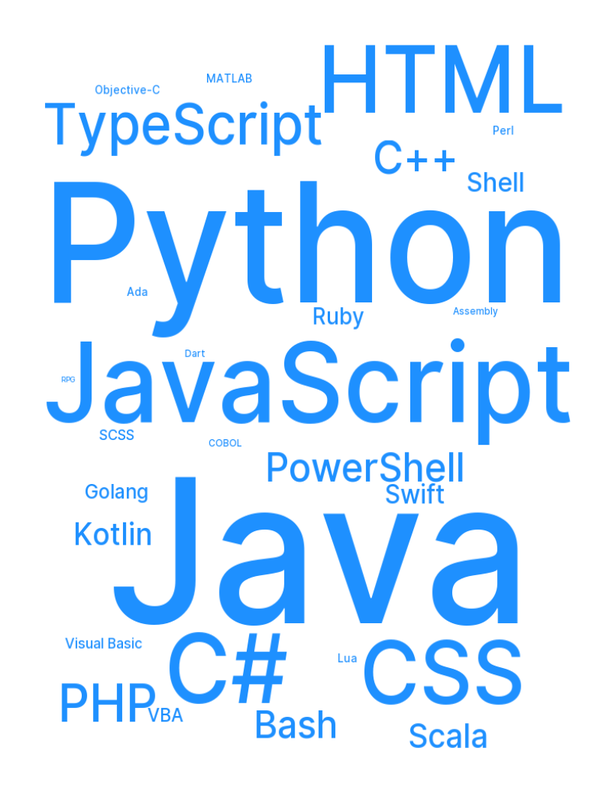 HTML
MATLAB
Objective-C
TypeScript
Perl
C++
Shell
Python
Ada
Ruby
Assembly
JavaScript
Dart
RPG
SCSS
COBOL
PowerShell
Golang
Swift
Kotlin
Java
Visual Basic
C#
Lua
CSS
PHP
VBA
Bash
Scala